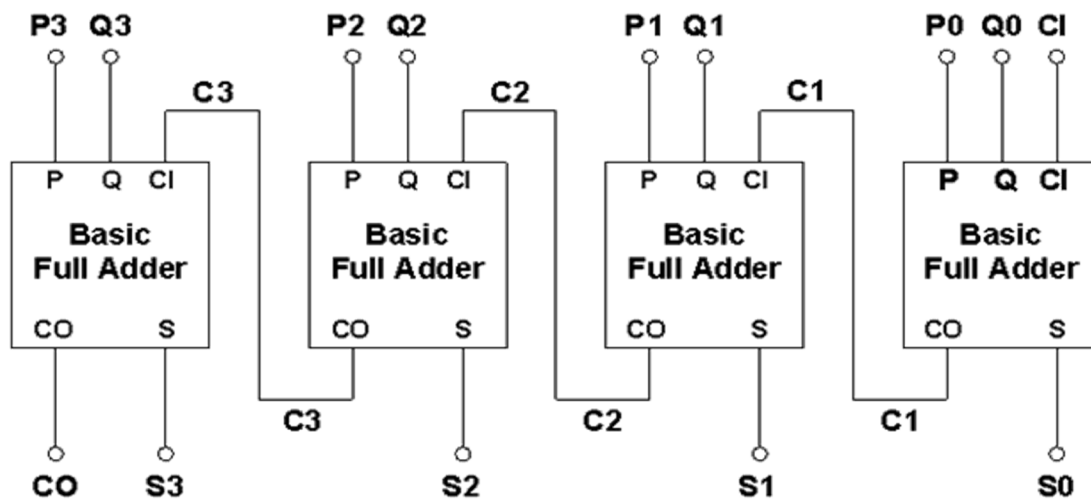 P3 Q3 P2 Q2 P1 Q1 P0 Q0 CI
C3 C2 C1
P Q CI P Q CI P Q CI P Q CI
Basic Basic Basic Basic
Full Adder Full Adder Full Adder Full Adder
CO S CO S CO S CO S
C3 C2 C1
CO S3 S2 S1 S0